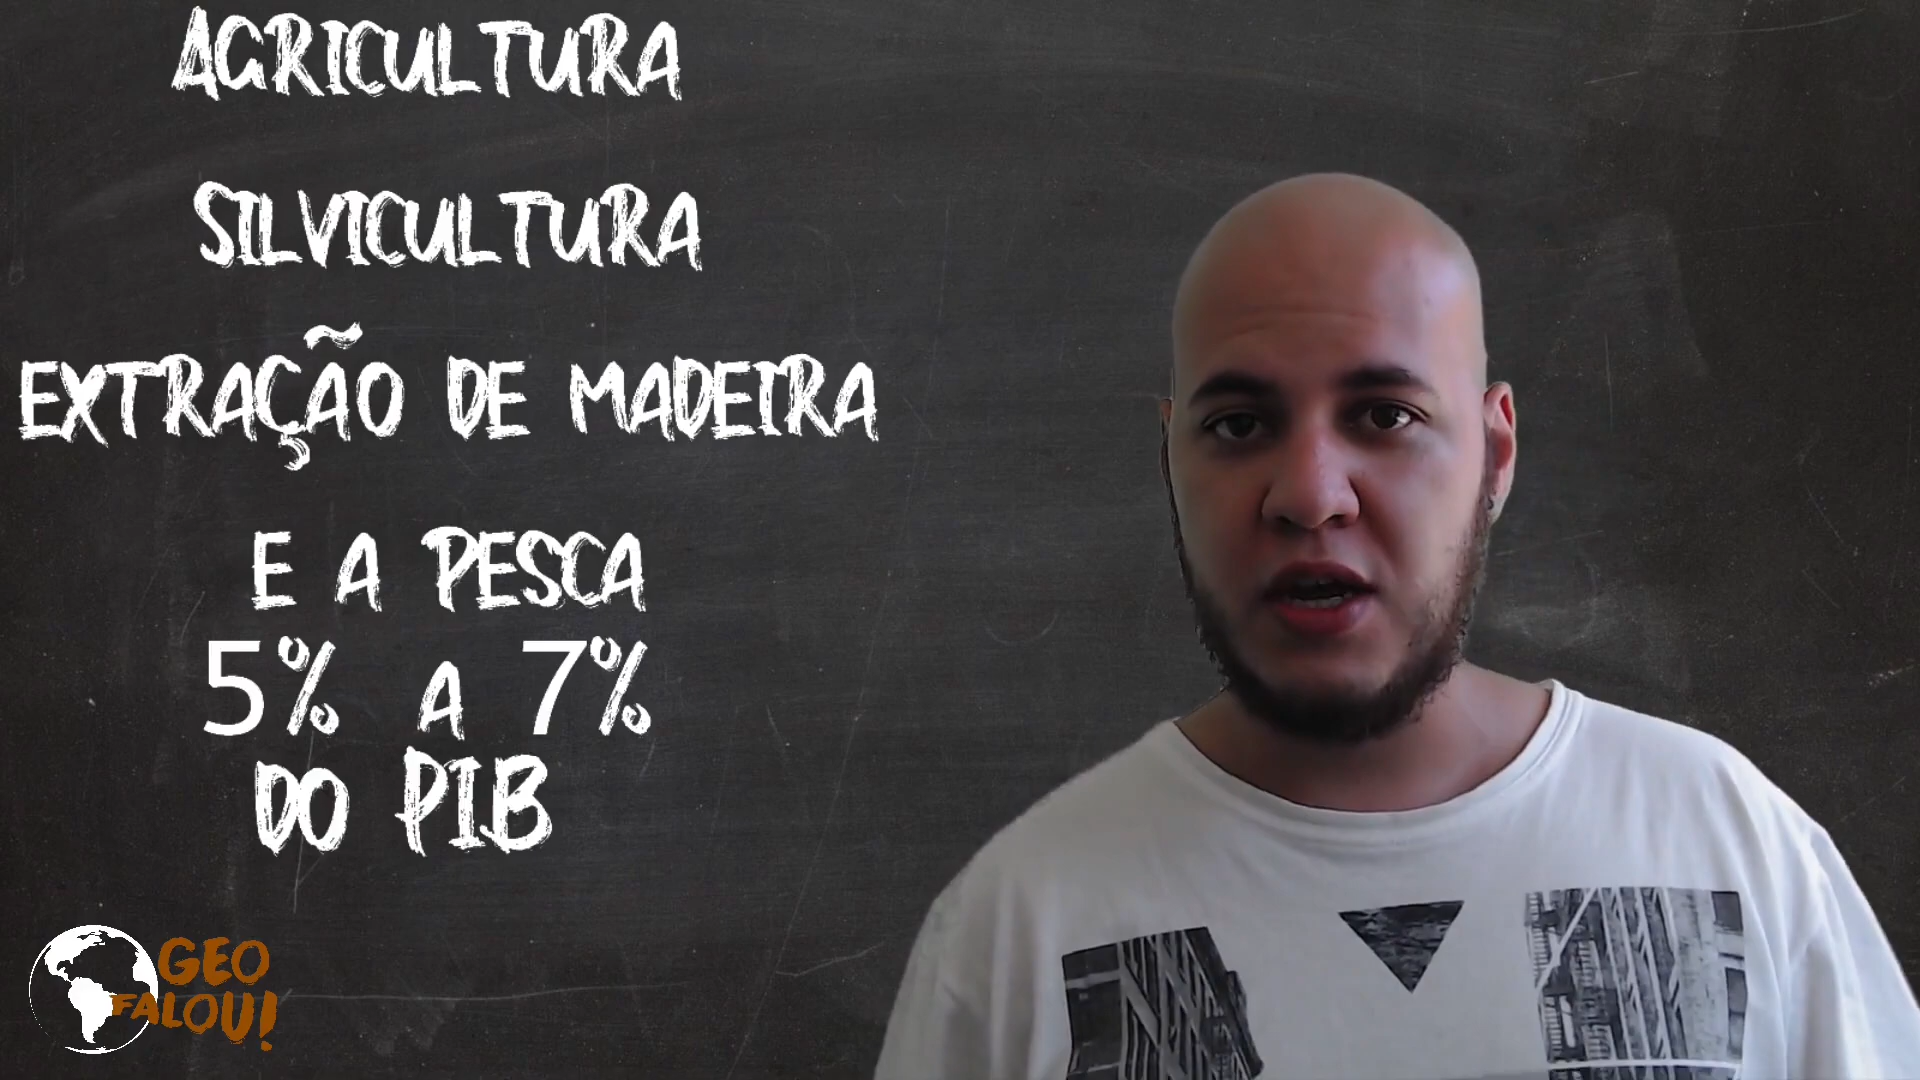 AGRICULTURA
SILVICULTURA
EXTRAÇÃO DE MADEIRA
E A PESCA
5% A 7%
DO PIB
GEO
FALOU!